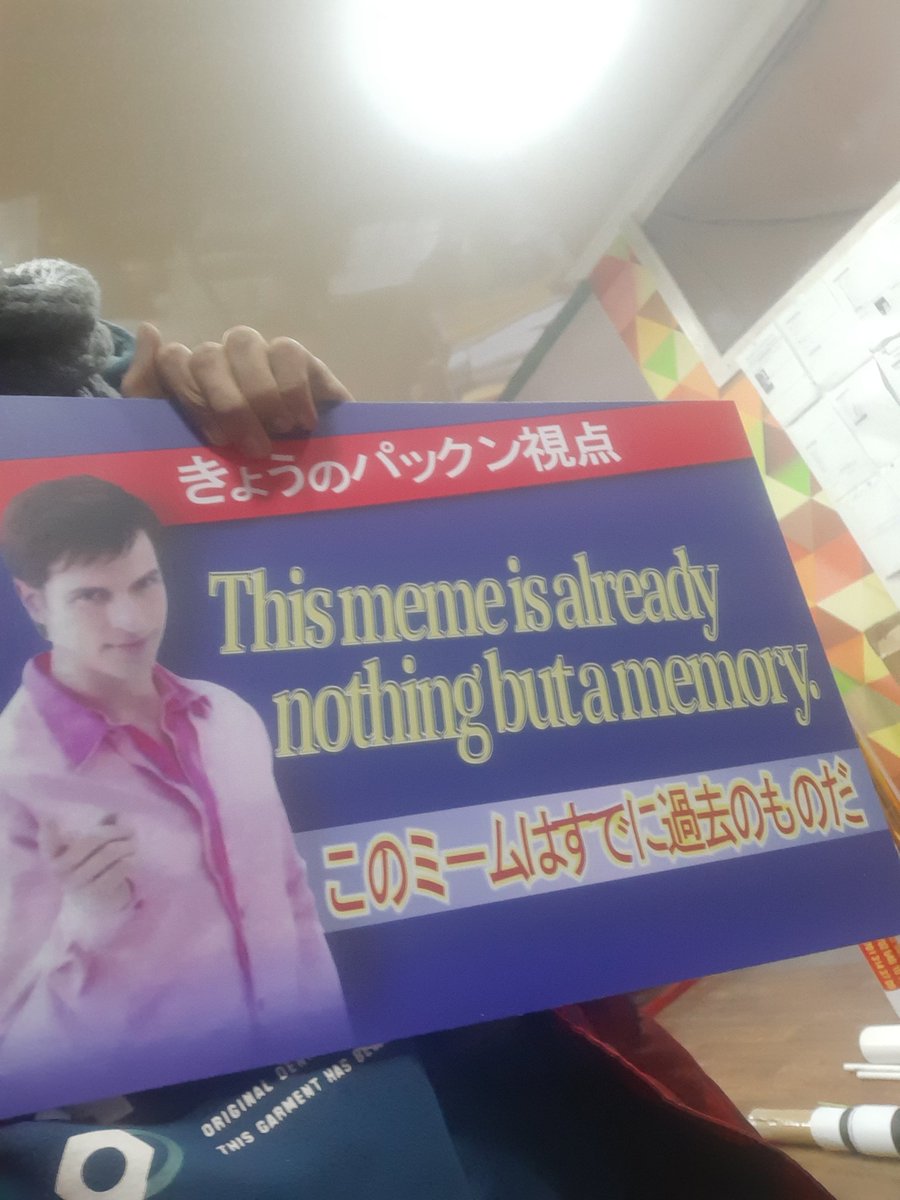 きょうのパックン視点
This meme is already
nothing but a memory.
このミームはすでに過去のものだ
ORIGINAL
THIS GARMENT HAS